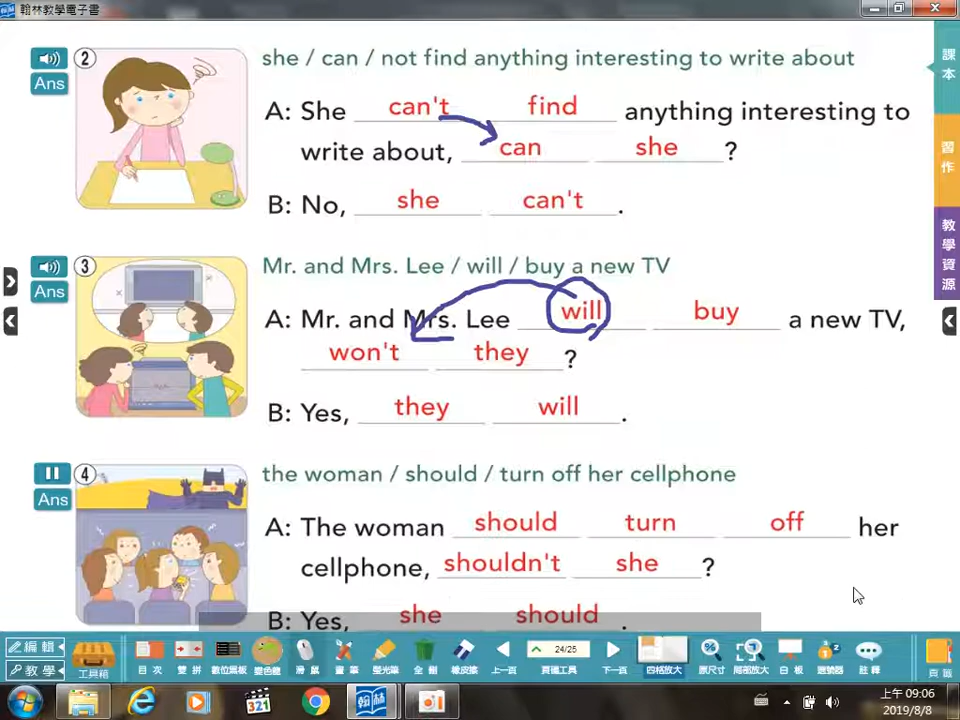 翰林教學電子書
Ans
2
she / can / not find anything interesting to write about
A: She can't find anything interesting to
write about, can she ?
B: No, she can't .
Ans
3
Mr. and Mrs. Lee / will / buy a new TV
A: Mr. and Mrs. Lee will buy a new TV,
won't they ?
B: Yes, they will .
Ans
4
the woman / should / turn off her cellphone
A: The woman should turn off her
cellphone, shouldn't she ?
B: Yes, she should .
課本
習作
教學資源
編輯
教學
工具箱
目次
雙拼
數位黑板
變色龍
滑鼠
畫筆
螢光筆
全刪
橡皮擦
上一頁
24/25
頁碼工具
下一頁
四格放大
原尺寸
局部放大
白板
選號器
註釋
頁籤
321
翰林
上午 09:06
2019/8/8